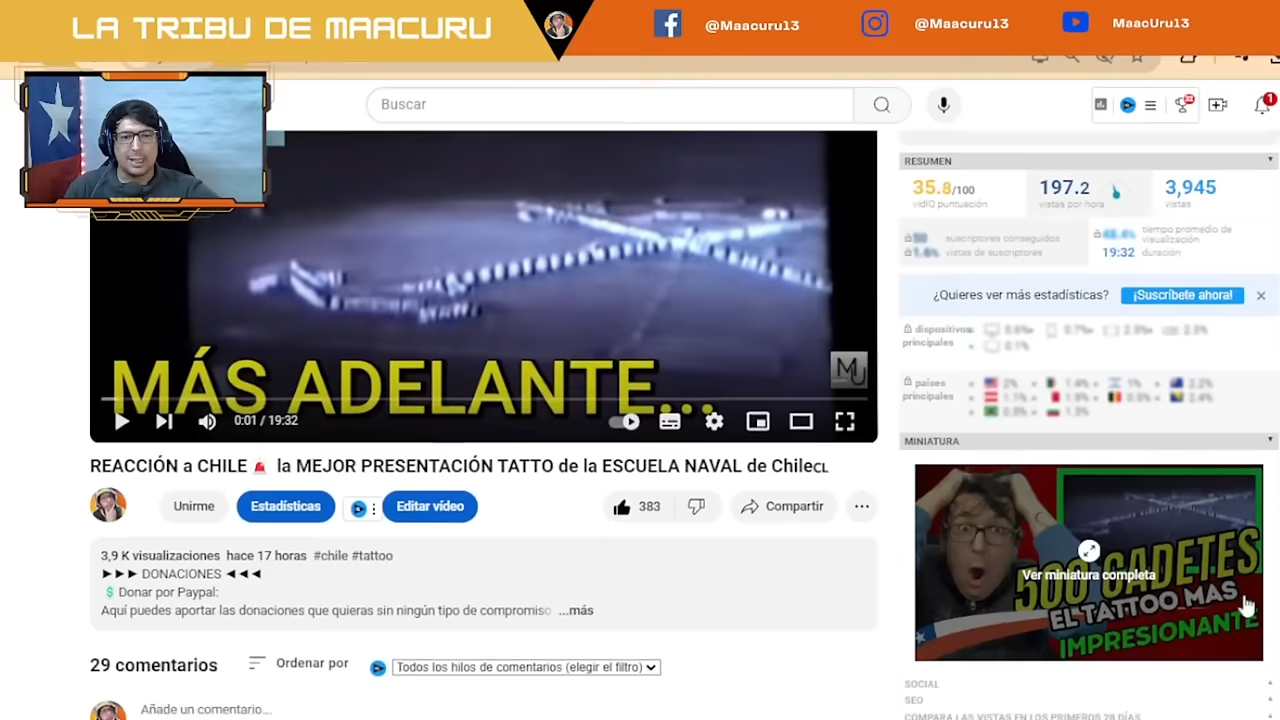 LA TRIBU DE MAACURU
@Maacuru13
@Maacuru13
MaacUru13
Buscar
1
MÁS ADELANTE...
MU
0:01 / 19:32
REACCIÓN a CHILE 🚨 la MEJOR PRESENTACIÓN TATTO de la ESCUELA NAVAL de Chile🇨🇱
Unirme
Estadísticas
Editar vídeo
383
Compartir
3,9 K visualizaciones hace 17 horas #chile #tattoo
►►► DONACIONES ◄◄◄
💲 Donar por Paypal:
Aquí puedes aportar las donaciones que quieras sin ningún tipo de compromiso ...más
29 comentarios
Ordenar por
Todos los hilos de comentarios (elegir el filtro)
Añade un comentario...
RESUMEN
35.8/100
vidIQ puntuación
197.2
vistas por hora
3,945
vistas
suscriptores conseguidos
vistas de suscriptores
tiempo promedio de
visualización
19:32 duración
¿Quieres ver más estadísticas?
¡Suscríbete ahora!
dispositivos
principales
países
principales
MINIATURA
500 CADETES
Ver miniatura completa
EL TATTOO MAS
IMPRESIONANTE
SOCIAL
SEO
COMPARA LAS VISTAS EN LOS PRIMEROS 28 DÍAS